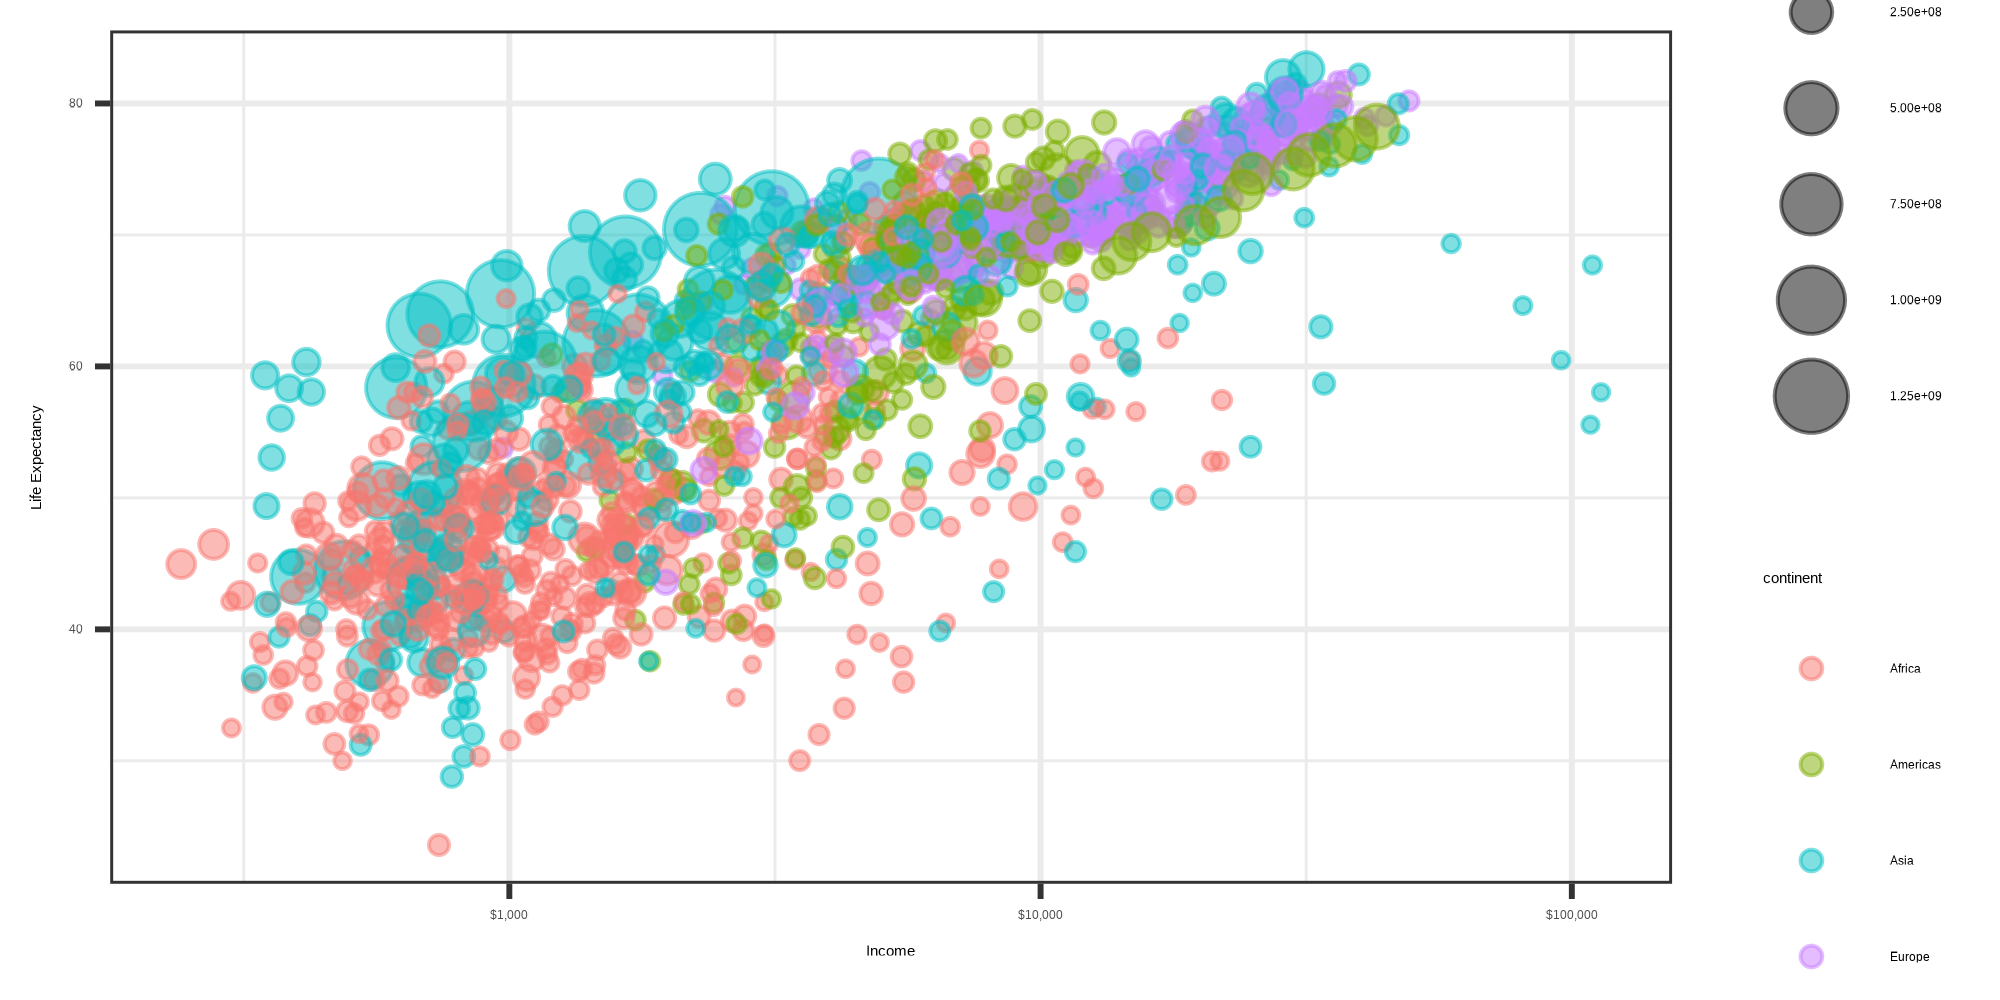 2.50e+08
5.00e+08
7.50e+08
1.00e+09
1.25e+09
continent
Africa
Americas
Asia
Europe
Life Expectancy
80
60
40
$1,000
$10,000
$100,000
Income